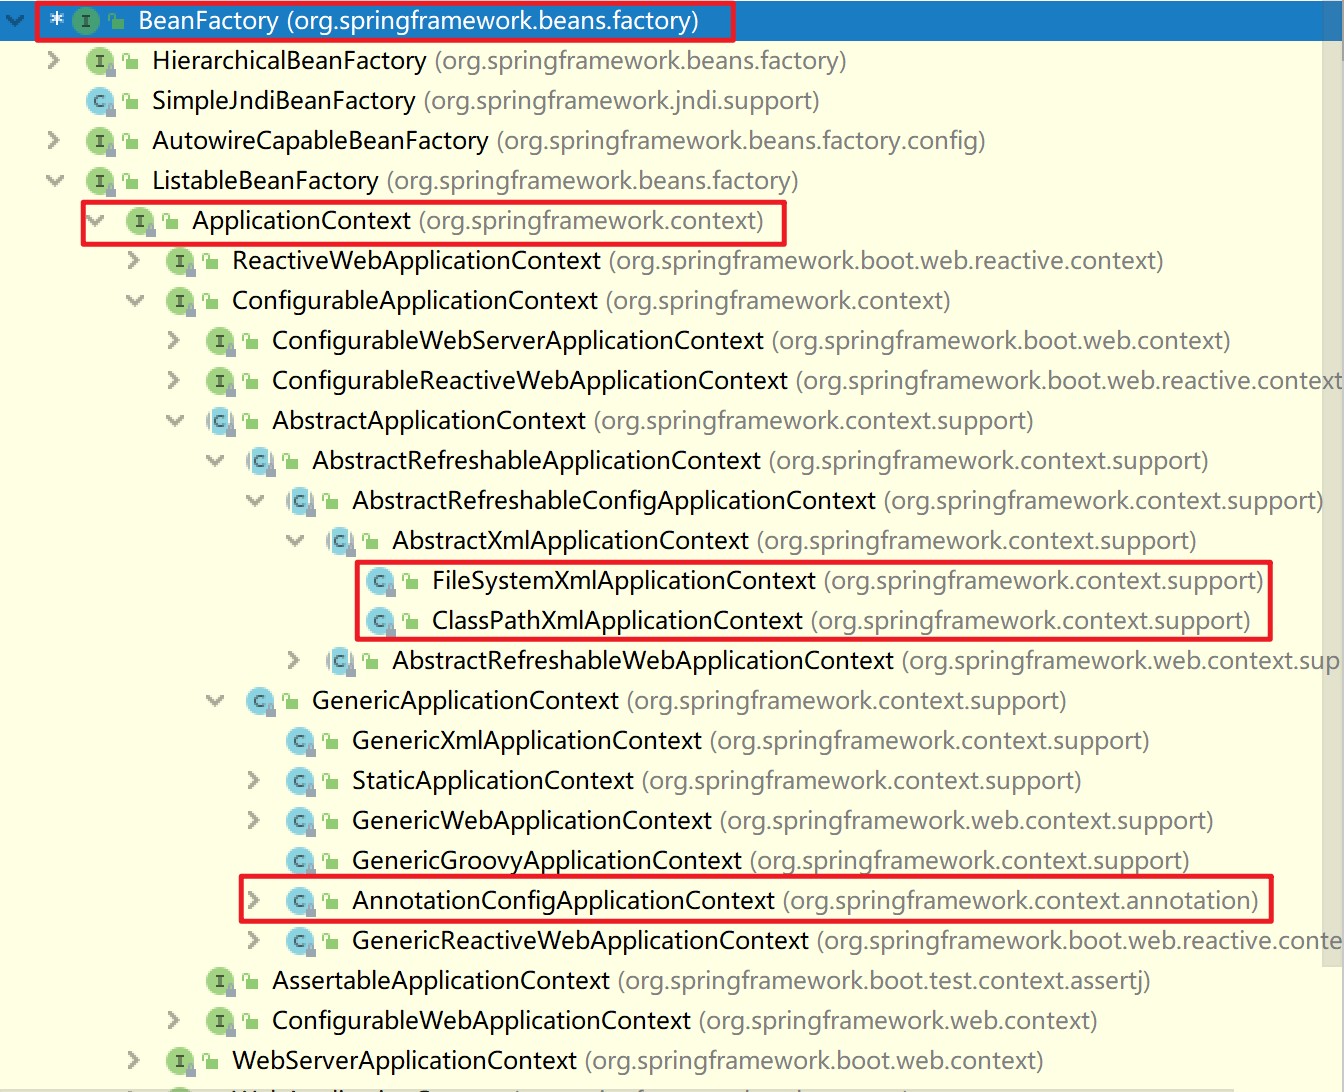 * I BeanFactory (org.springframework.beans.factory)
I HierarchicalBeanFactory (org.springframework.beans.factory)
C SimpleJndiBeanFactory (org.springframework.jndi.support)
I AutowireCapableBeanFactory (org.springframework.beans.factory.config)
I ListableBeanFactory (org.springframework.beans.factory)
I ApplicationContext (org.springframework.context)
I ReactiveWebApplicationContext (org.springframework.boot.web.reactive.context)
I ConfigurableApplicationContext (org.springframework.context)
I ConfigurableWebServerApplicationContext (org.springframework.boot.web.context)
I ConfigurableReactiveWebApplicationContext (org.springframework.boot.web.reactive.context
C AbstractApplicationContext (org.springframework.context.support)
C AbstractRefreshableApplicationContext (org.springframework.context.support)
C AbstractRefreshableConfigApplicationContext (org.springframework.context.support)
C AbstractXmlApplicationContext (org.springframework.context.support)
C FileSystemXmlApplicationContext (org.springframework.context.support)
C ClassPathXmlApplicationContext (org.springframework.context.support)
C AbstractRefreshableWebApplicationContext (org.springframework.web.context.sup
C GenericApplicationContext (org.springframework.context.support)
C GenericXmlApplicationContext (org.springframework.context.support)
C StaticApplicationContext (org.springframework.context.support)
C GenericWebApplicationContext (org.springframework.web.context.support)
C GenericGroovyApplicationContext (org.springframework.context.support)
C AnnotationConfigApplicationContext (org.springframework.context.annotation)
C GenericReactiveWebApplicationContext (org.springframework.boot.web.reactive.conte
I AssertableApplicationContext (org.springframework.boot.test.context.assertj)
I ConfigurableWebApplicationContext (org.springframework.web.context)
I WebServerApplicationContext (org.springframework.boot.web.context)